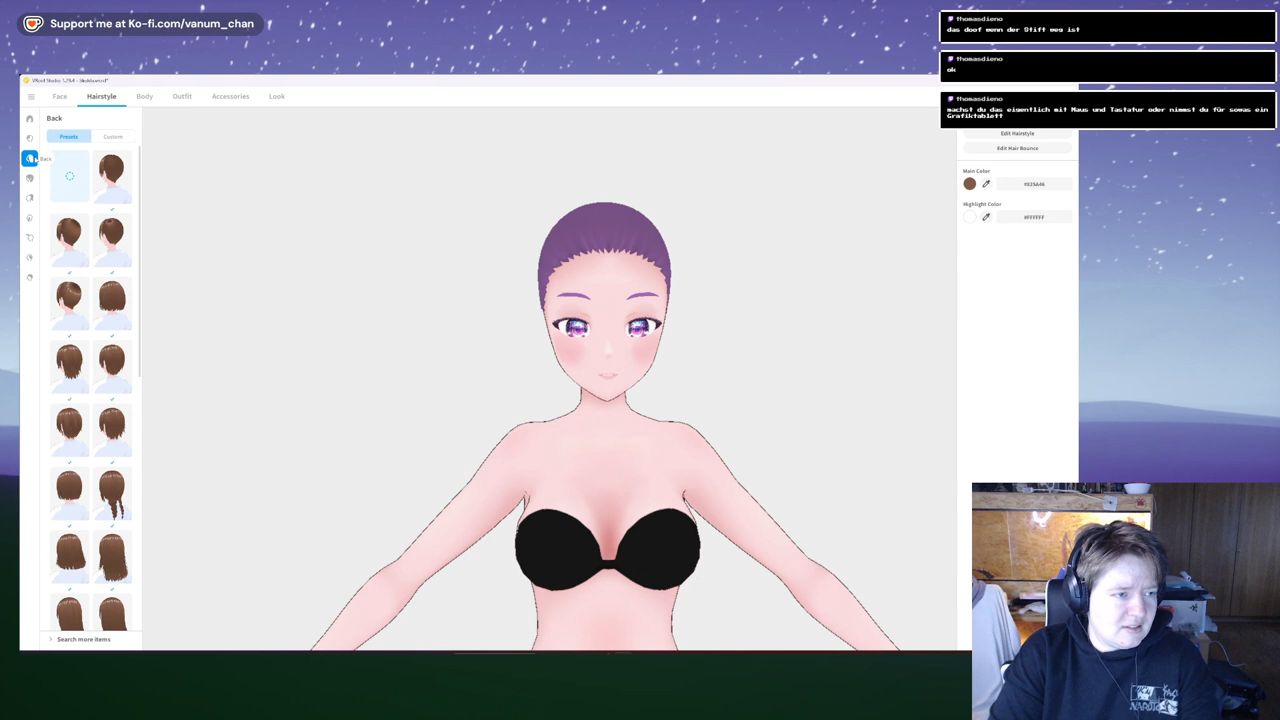 Support me at Ko-fi.com/vanum_chan
thomasdieno
das doof wenn der Stift weg ist
thomasdieno
ok
thomasdieno
machst du das eigentlich mit Maus und Tastatur oder nimmst du für sowas ein
Grafiktablett
Face
Hairstyle
Body
Outfit
Accessories
Look
Back
Presets
Custom
Back
Search more items
Edit Hairstyle
Edit Hair Bounce
Main Color
Highlight Color
#FFFFFF